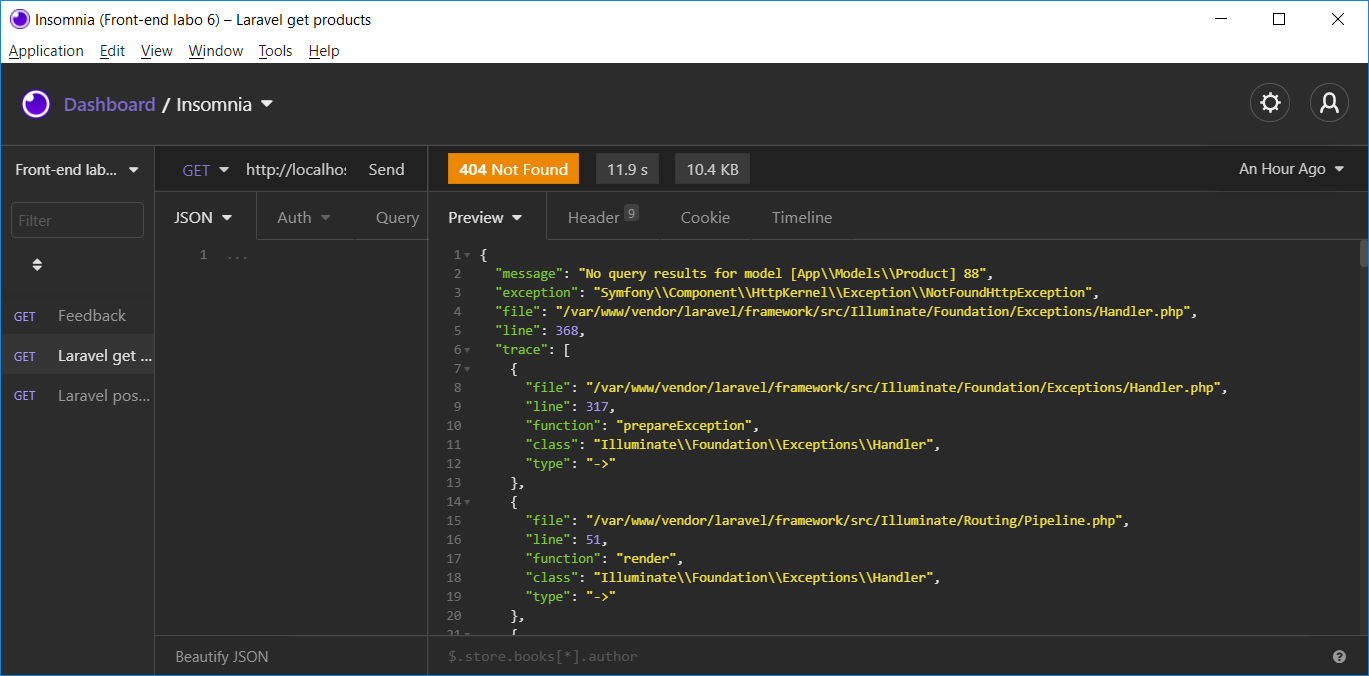 Insomnia (Front-end labo 6) – Laravel get products
Application Edit View Window Tools Help
Dashboard / Insomnia
Front-end lab...
GET http://localhos Send
404 Not Found 11.9 s 10.4 KB
An Hour Ago
Filter
JSON Auth Query
Preview Header 9 Cookie Timeline
GET Feedback
GET Laravel get ...
GET Laravel pos...
1 ...
1 {
2 "message": "No query results for model [App\\Models\\Product] 88",
3 "exception": "Symfony\\Component\\HttpKernel\\Exception\\NotFoundHttpException",
4 "file": "/var/www/vendor/laravel/framework/src/Illuminate/Foundation/Exceptions/Handler.php",
5 "line": 368,
6 "trace": [
7 {
8 "file": "/var/www/vendor/laravel/framework/src/Illuminate/Foundation/Exceptions/Handler.php",
9 "line": 317,
10 "function": "prepareException",
11 "class": "Illuminate\\Foundation\\Exceptions\\Handler",
12 "type": "->"
13 },
14 {
15 "file": "/var/www/vendor/laravel/framework/src/Illuminate/Routing/Pipeline.php",
16 "line": 51,
17 "function": "render",
18 "class": "Illuminate\\Foundation\\Exceptions\\Handler",
19 "type": "->"
20 },
21 {
Beautify JSON
$.store.books[*].author